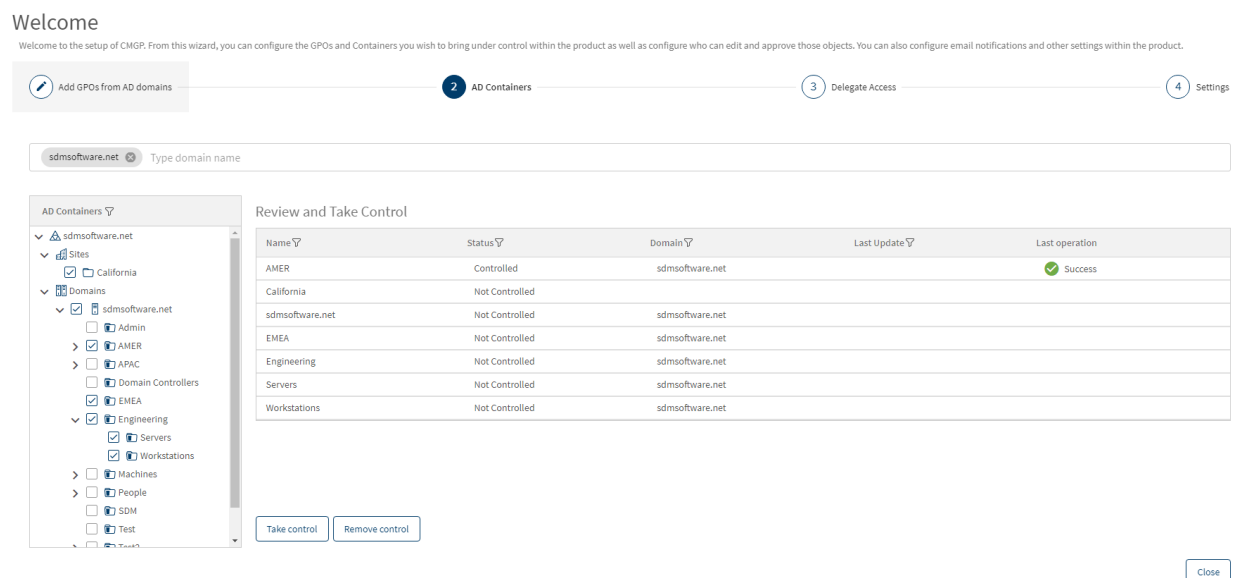 Welcome
Welcome to the setup of CMGP. From this wizard, you can configure the GPOs and Containers you wish to bring under control within the product as well as configure who can edit and approve those objects. You can also configure email notifications and other settings within the product.
Add GPOs from AD domains 2 AD Containers 3 Delegate Access 4 Settings
sdmsoftware.net Type domain name
AD Containers
sdmsoftware.net
Sites
California
Domains
sdmsoftware.net
Admin
AMER
APAC
Domain Controllers
EMEA
Engineering
Servers
Workstations
Machines
People
SDM
Test
Test2
Review and Take Control
Name Status Domain Last Update Last operation
AMER Controlled sdmsoftware.net Success
California Not Controlled
sdmsoftware.net Not Controlled sdmsoftware.net
EMEA Not Controlled sdmsoftware.net
Engineering Not Controlled sdmsoftware.net
Servers Not Controlled sdmsoftware.net
Workstations Not Controlled sdmsoftware.net
Take control Remove control
Close